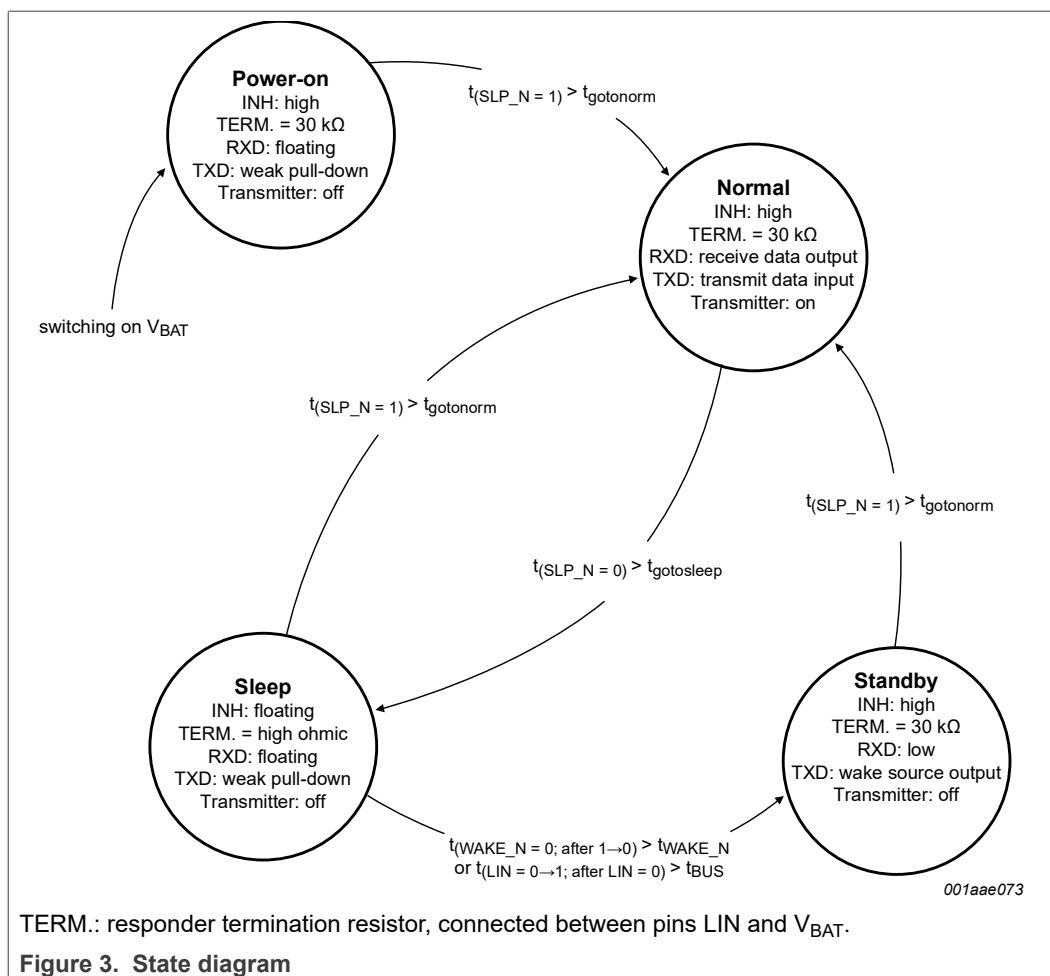 Power-on
INH: high
TERM. = 30 kΩ
RXD: floating
TXD: weak pull-down
Transmitter: off
t(SLP_N = 1) > tgotonorm
Normal
INH: high
TERM. = 30 kΩ
RXD: receive data output
TXD: transmit data input
Transmitter: on
switching on VBAT
t(SLP_N = 1) > tgotonorm
t(SLP_N = 1) > tgotonorm
t(SLP_N = 0) > tgotosleep
Sleep
INH: floating
TERM. = high ohmic
RXD: floating
TXD: weak pull-down
Transmitter: off
Standby
INH: high
TERM. = 30 kΩ
RXD: low
TXD: wake source output
Transmitter: off
t(WAKE_N = 0; after 1→0) > tWAKE_N
or t(LIN = 0→1; after LIN = 0) > tBUS
001aae073
TERM.: responder termination resistor, connected between pins LIN and VBAT.
Figure 3. State diagram